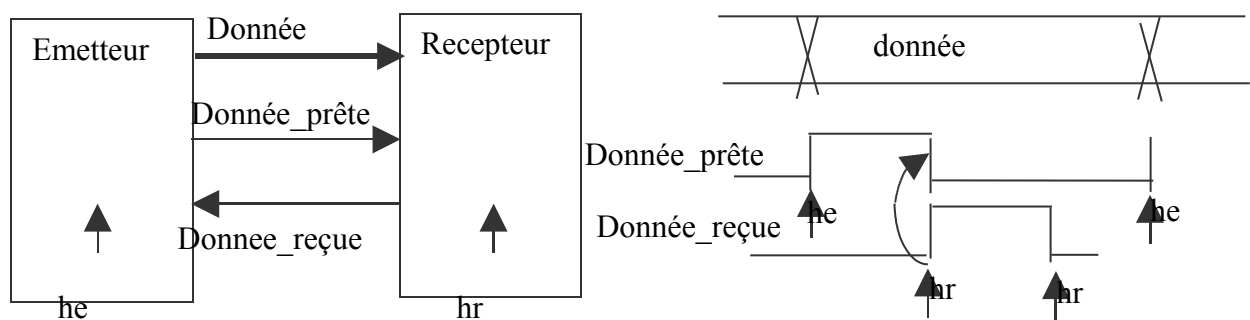 Emetteur
Donnée
Recepteur
Donnée_prête
Donnee_reçue
he
hr
donnée
Donnée_prête
he
he
Donnée_reçue
hr
hr